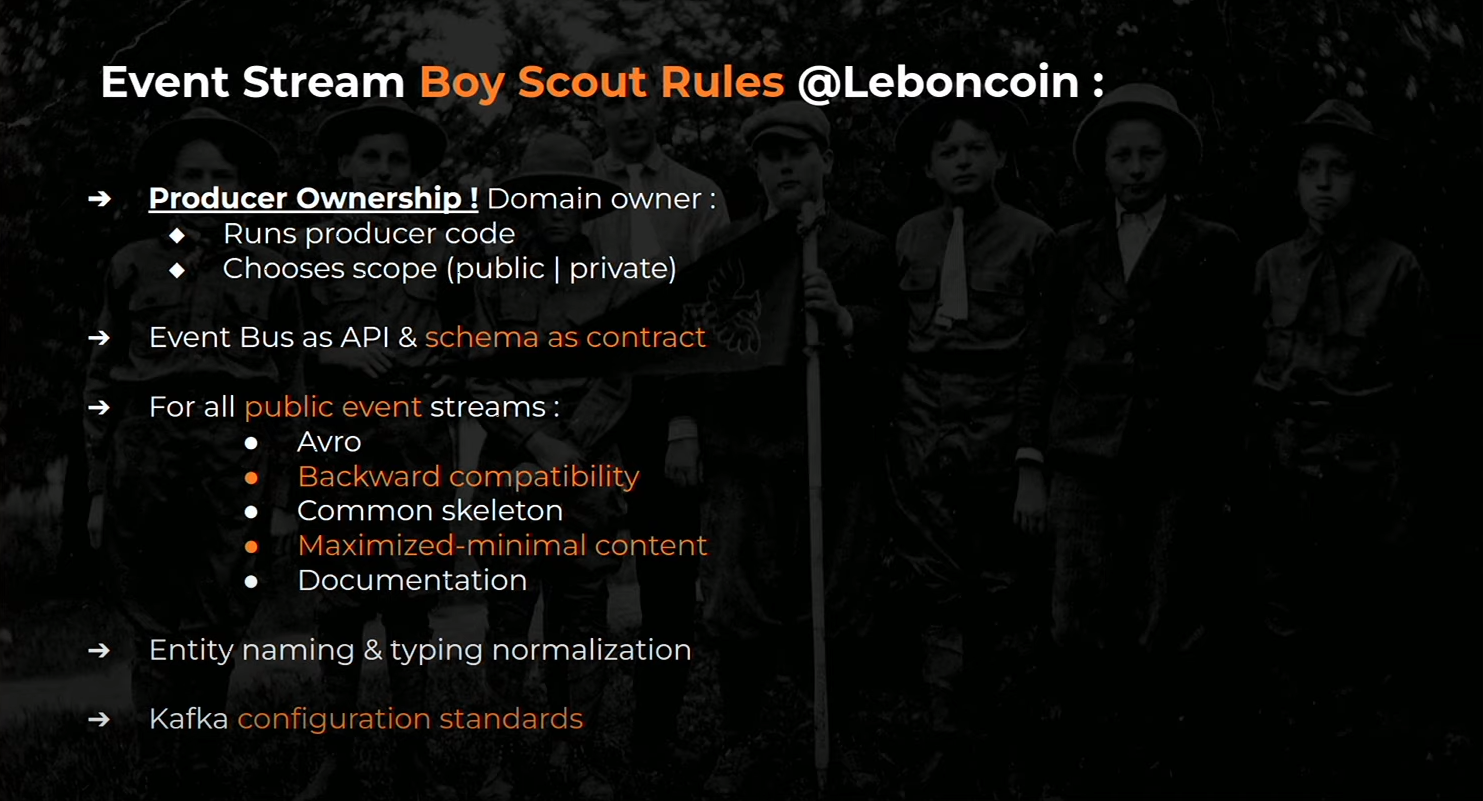 Event Stream Boy Scout Rules @Leboncoin :
➔ Producer Ownership ! Domain owner :
◆ Runs producer code
◆ Chooses scope (public | private)
➔ Event Bus as API & schema as contract
➔ For all public event streams :
● Avro
● Backward compatibility
● Common skeleton
● Maximized-minimal content
● Documentation
➔ Entity naming & typing normalization
➔ Kafka configuration standards